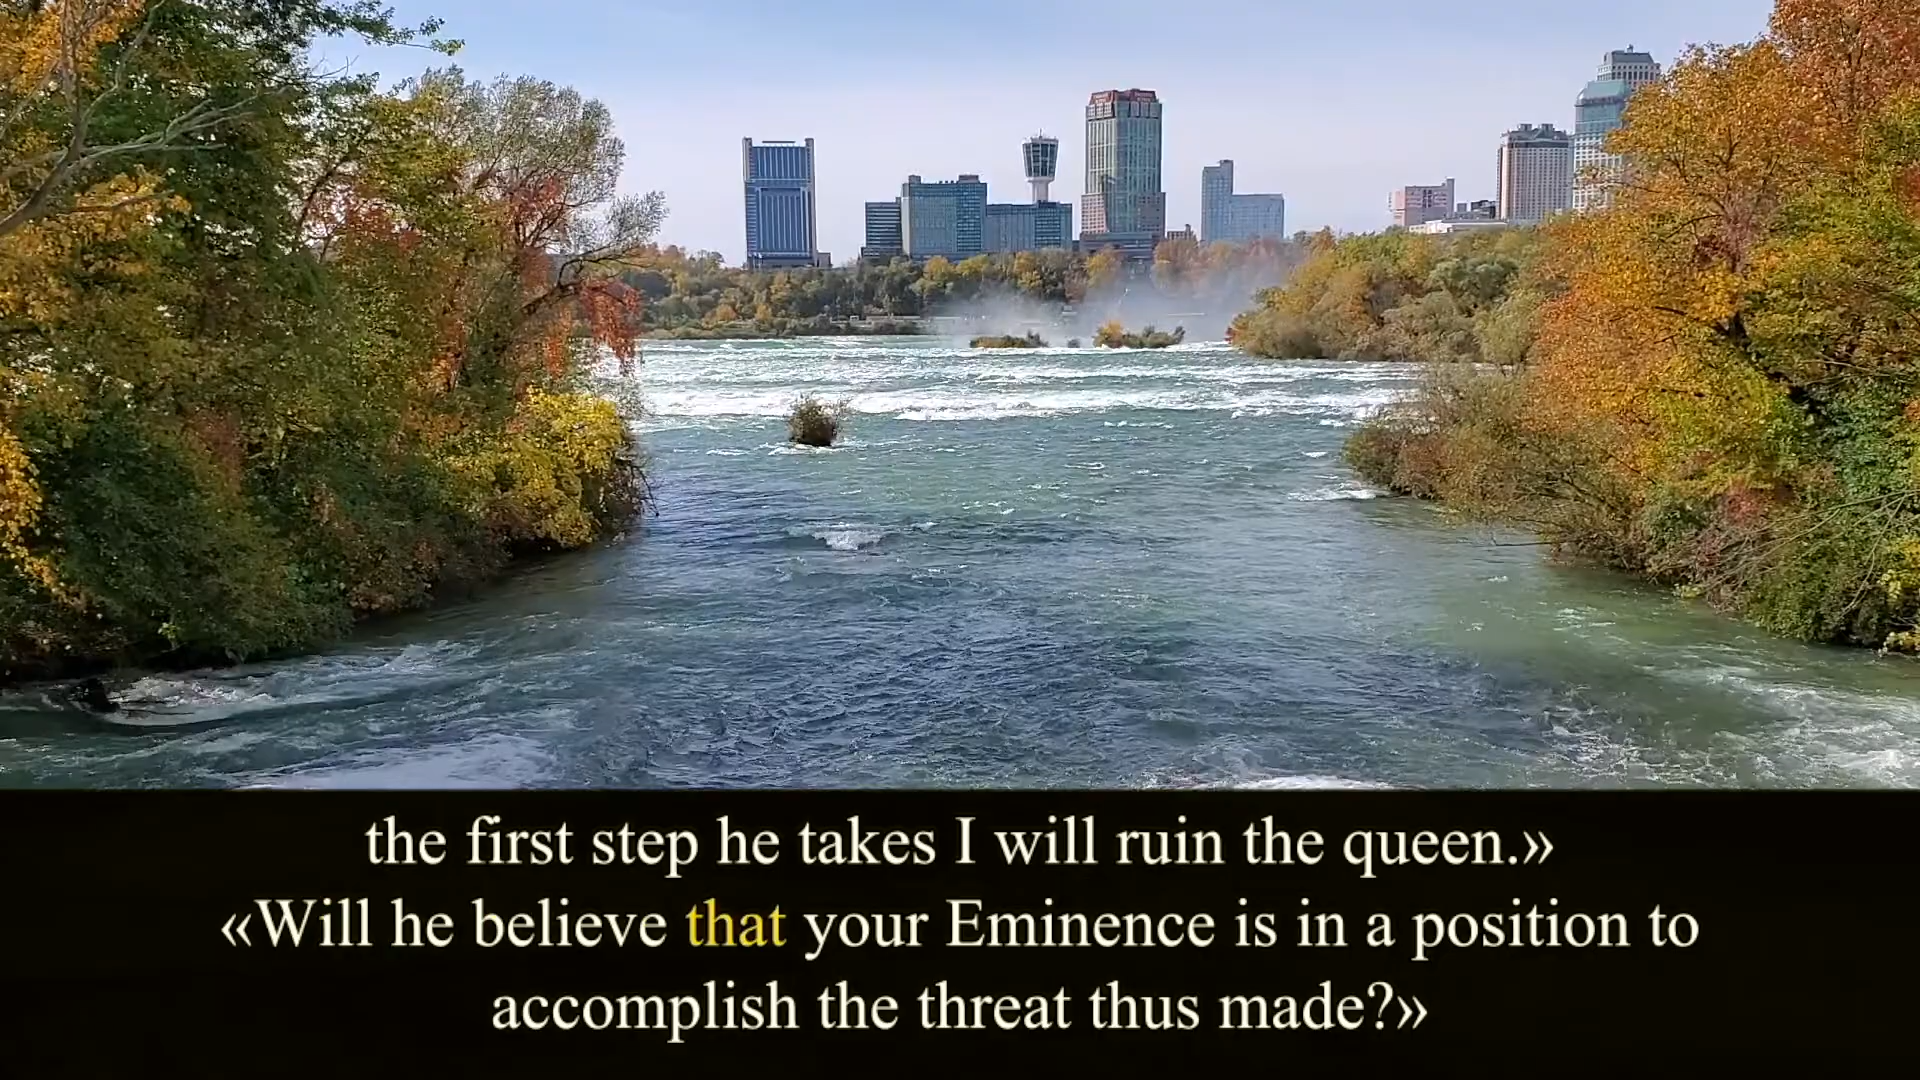 the first step he takes I will ruin the queen.»
«Will he believe that your Eminence is in a position to
accomplish the threat thus made?»